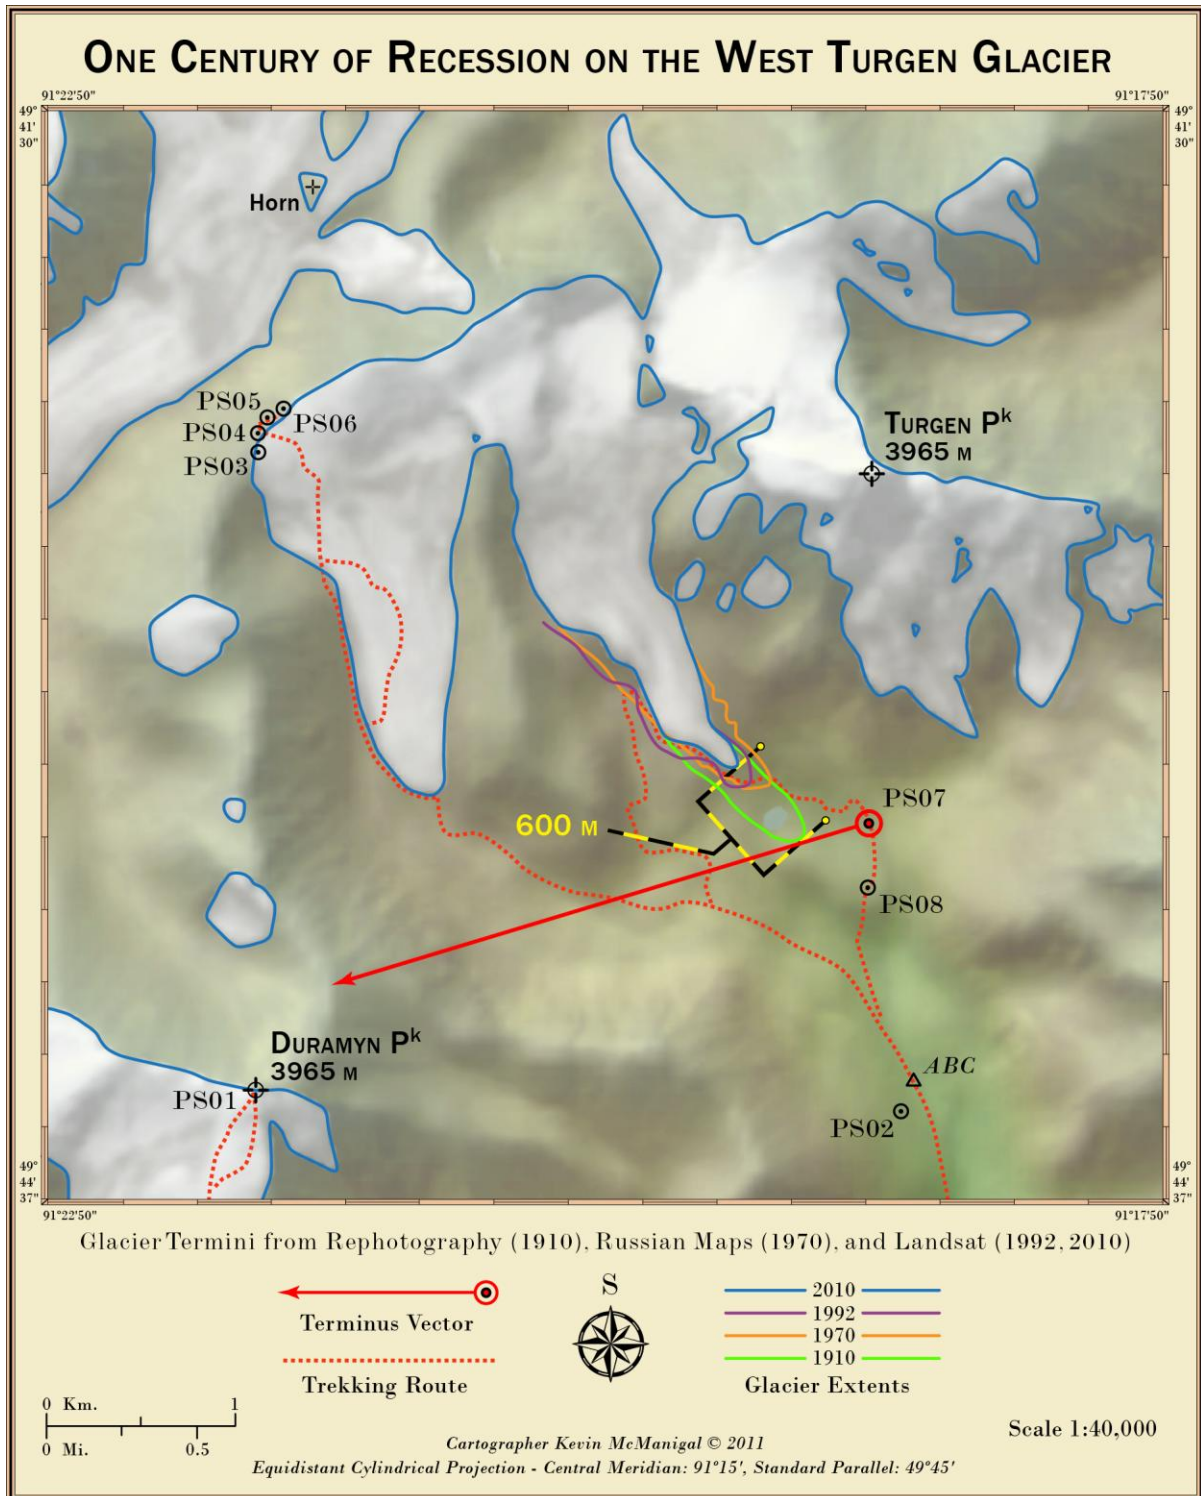 ONE CENTURY OF RECESSION ON THE WEST TURGEN GLACIER
91°22'50" 91°17'50"
49° 49°
41' 41'
30" 30"
Horn
PS05
PS06
PS04
PS03
TURGEN Pk
3965 M
PS07
600 M
PS08
DURAMYN Pk
3965 M
PS01
ABC
PS02
49° 49°
44' 44'
37" 37"
91°22'50" 91°17'50"
Glacier Termini from Rephotography (1910), Russian Maps (1970), and Landsat (1992, 2010)
Terminus Vector
Trekking Route
S
2010
1992
1970
1910
Glacier Extents
0 Km. 1
0 Mi. 0.5
Scale 1:40,000
Cartographer Kevin McManigal © 2011
Equidistant Cylindrical Projection - Central Meridian: 91°15', Standard Parallel: 49°45'